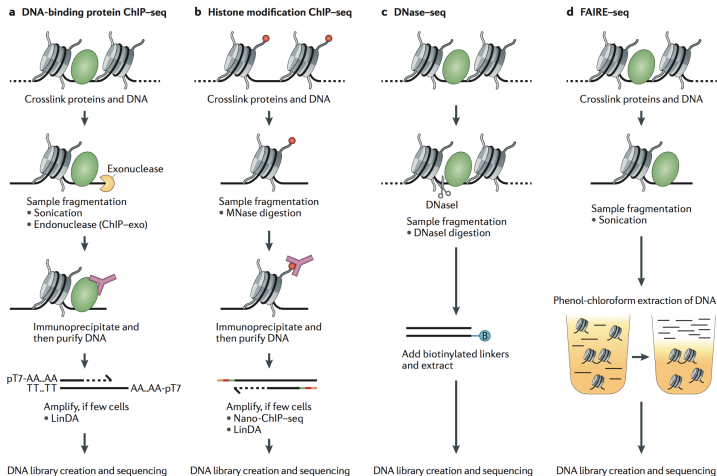 a DNA-binding protein ChIP–seq
Crosslink proteins and DNA
Exonuclease
Sample fragmentation
• Sonication
• Endonuclease (ChIP–exo)
Immunoprecipitate and
then purify DNA
pT7-AA...AA
TT...TT
AA...AA-pT7
Amplify, if few cells
• LinDA
DNA library creation and sequencing
b Histone modification ChIP–seq
Crosslink proteins and DNA
Sample fragmentation
• MNase digestion
Immunoprecipitate and
then purify DNA
Amplify, if few cells
• Nano-ChIP–seq
• LinDA
DNA library creation and sequencing
c DNase–seq
DNaseI
Sample fragmentation
• DNaseI digestion
B
Add biotinylated linkers
and extract
DNA library creation and sequencing
d FAIRE–seq
Crosslink proteins and DNA
Sample fragmentation
• Sonication
Phenol-chloroform extraction of DNA
DNA library creation and sequencing